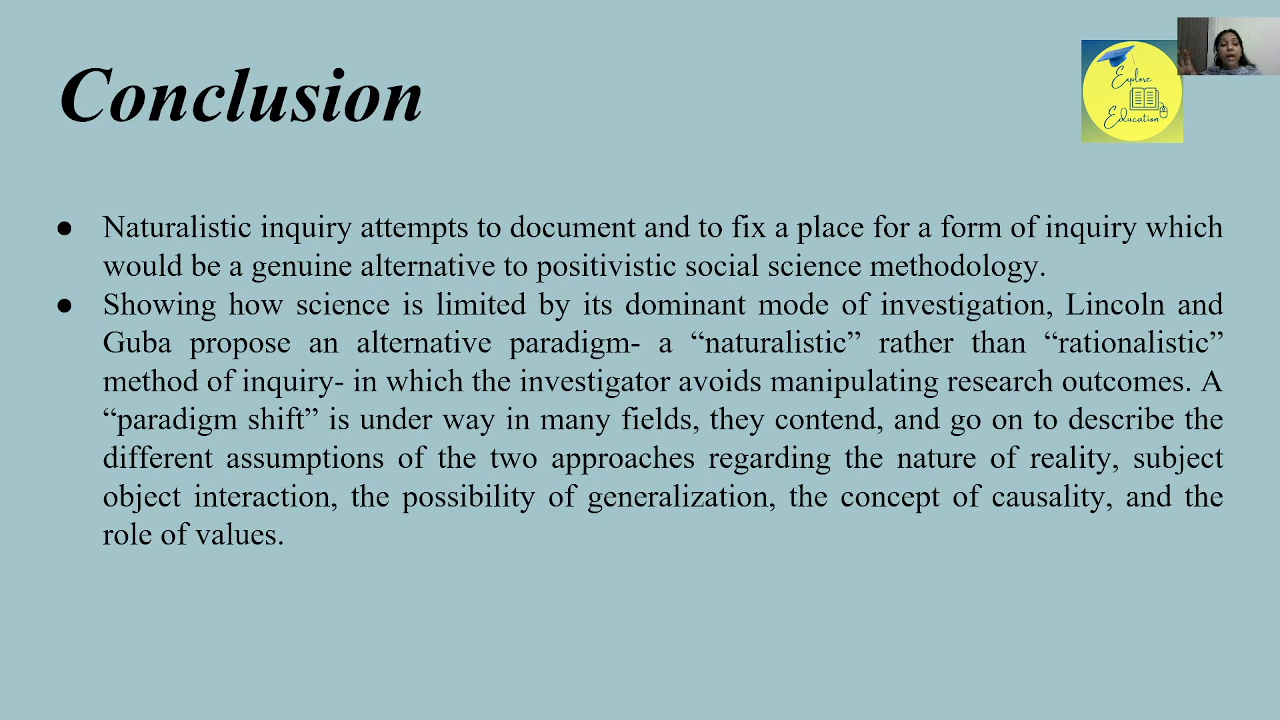 Conclusion
Explore
Education
● Naturalistic inquiry attempts to document and to fix a place for a form of inquiry which
would be a genuine alternative to positivistic social science methodology.
● Showing how science is limited by its dominant mode of investigation, Lincoln and
Guba propose an alternative paradigm- a “naturalistic” rather than “rationalistic”
method of inquiry- in which the investigator avoids manipulating research outcomes. A
“paradigm shift” is under way in many fields, they contend, and go on to describe the
different assumptions of the two approaches regarding the nature of reality, subject
object interaction, the possibility of generalization, the concept of causality, and the
role of values.